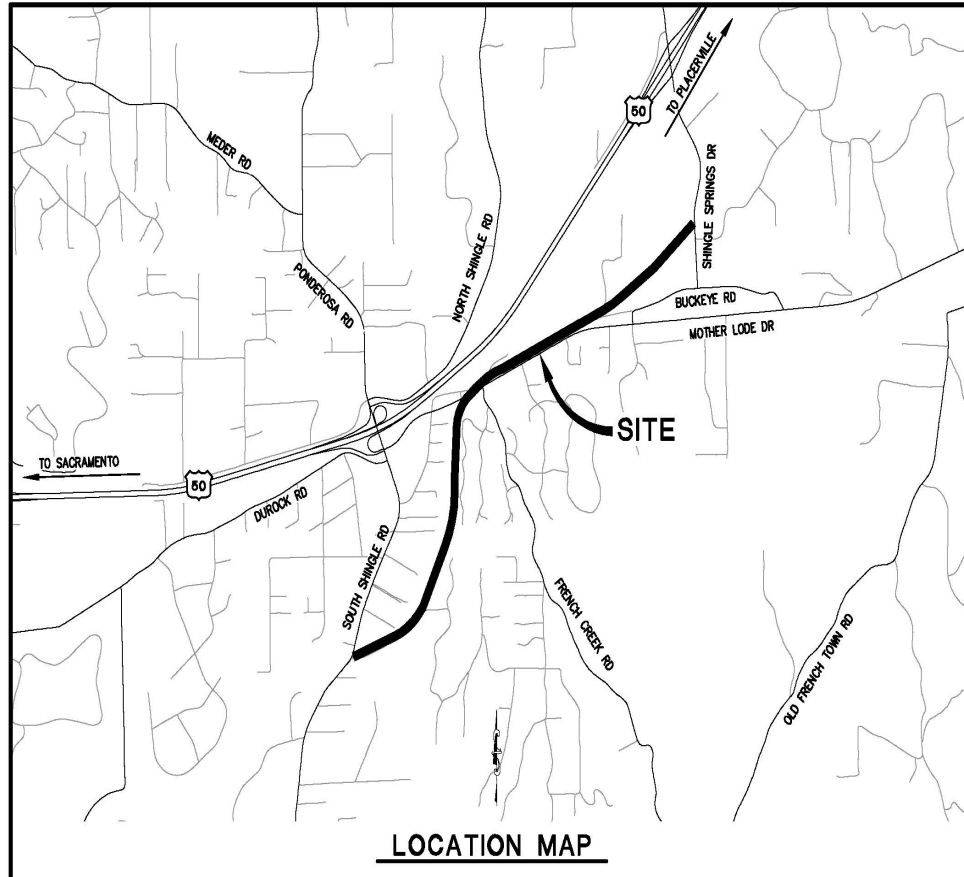 TO PLACERVILLE
50
MEDER RD
SHINGLE SPRINGS DR
NORTH SHINGLE RD
PONDEROSA RD
BUCKEYE RD
MOTHER LODE DR
SITE
TO SACRAMENTO
50
DUROCK RD
SOUTH SHINGLE RD
FRENCH CREEK RD
OLD FRENCH TOWN RD
LOCATION MAP